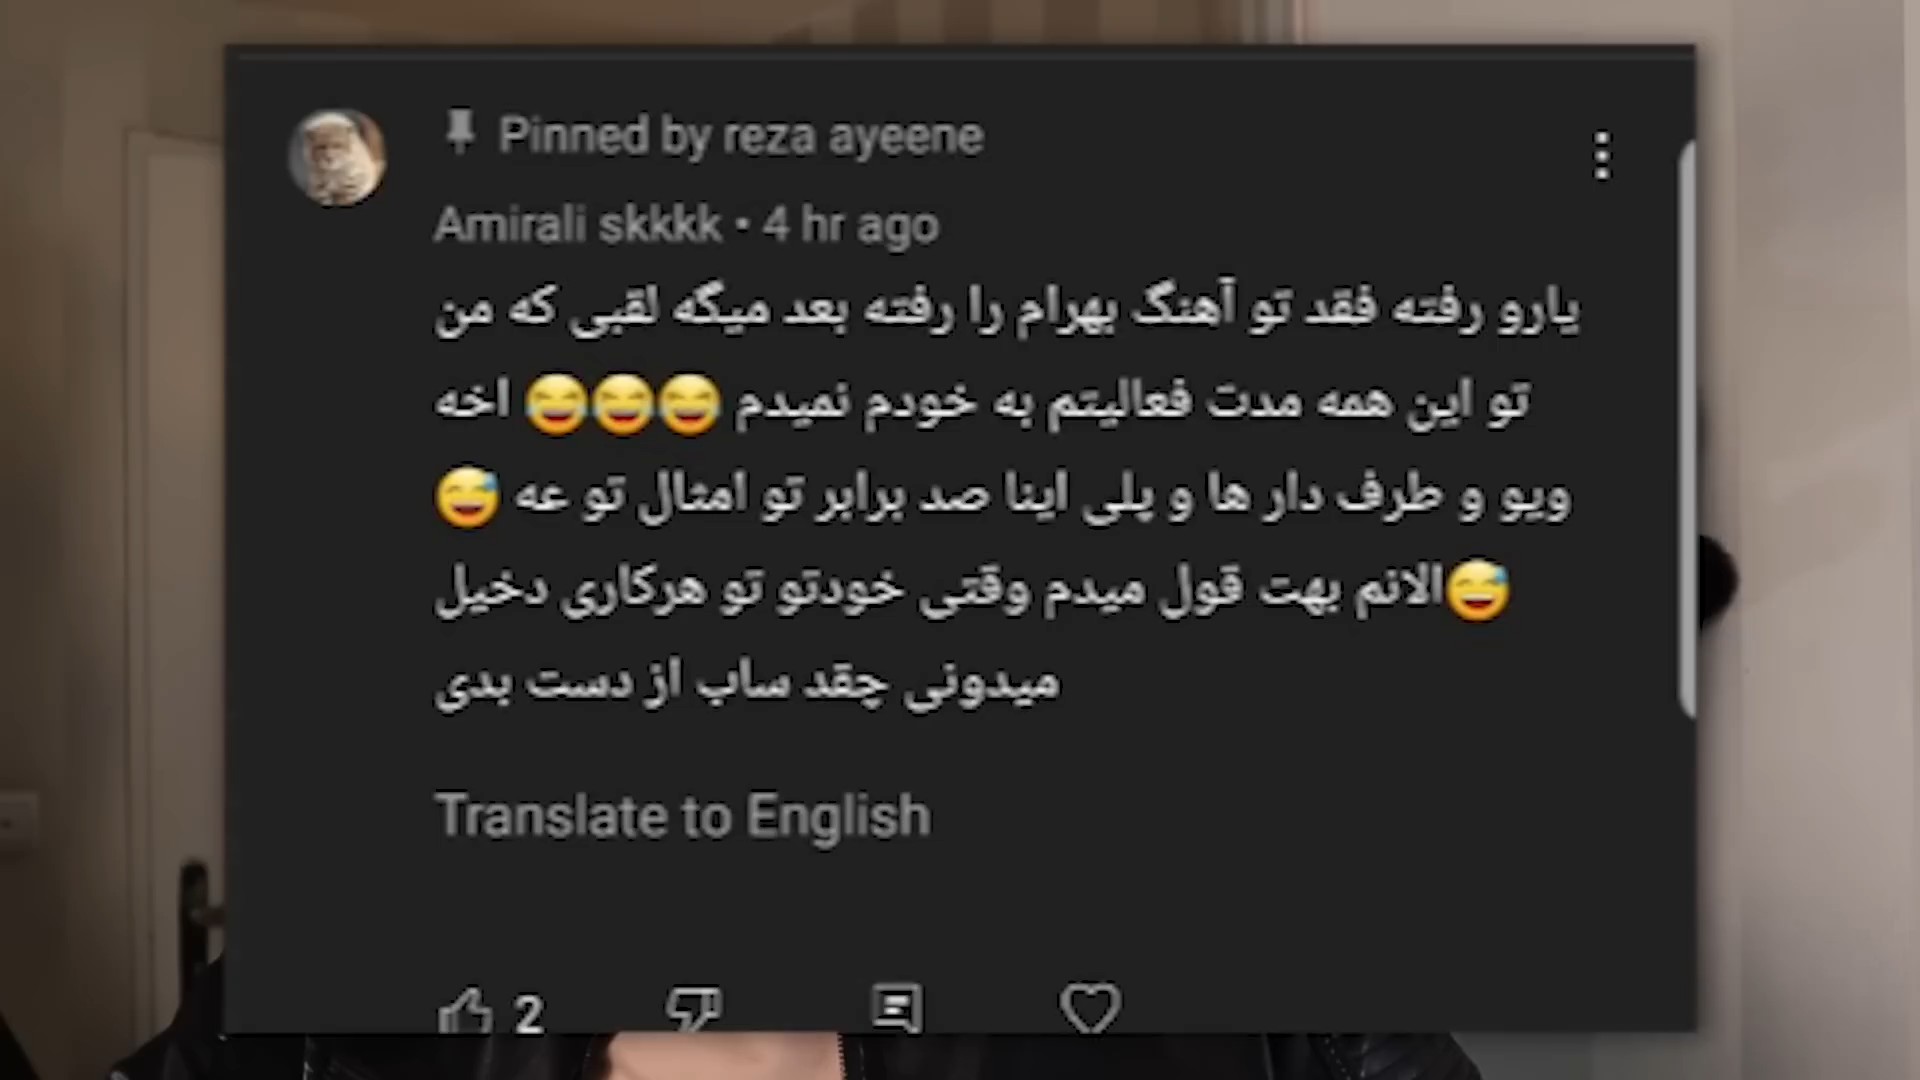 Pinned by reza ayeene
Amirali skkkk • 4 hr ago
یارو رفته فقد تو آهنگ بهرام را رفته بعد میگه لقبی که من
تو این همه مدت فعالیتم به خودم نمیدم 😅😅😅 اخه
ویو و طرف دار ها و پلی اینا صد برابر تو امثال تو عه 😅
😅الانم بهت قول میدم وقتی خودتو تو هرکاری دخیل
میدونی چقد ساب از دست بدی
Translate to English
2